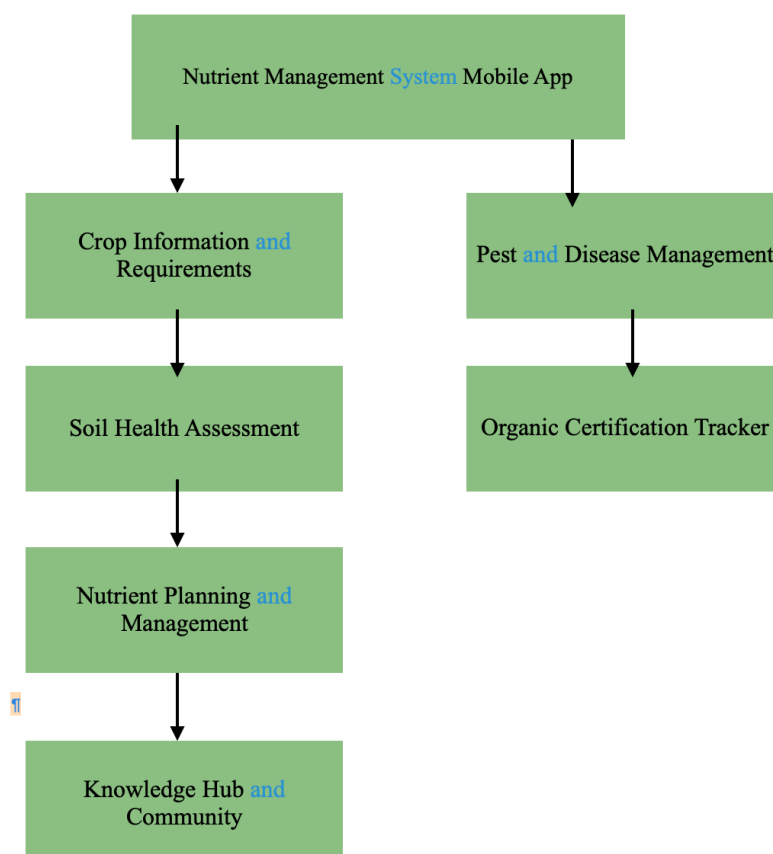 Nutrient Management System Mobile App
Crop Information and
Requirements
Pest and Disease Management
Soil Health Assessment
Organic Certification Tracker
Nutrient Planning and
Management
¶
Knowledge Hub and
Community